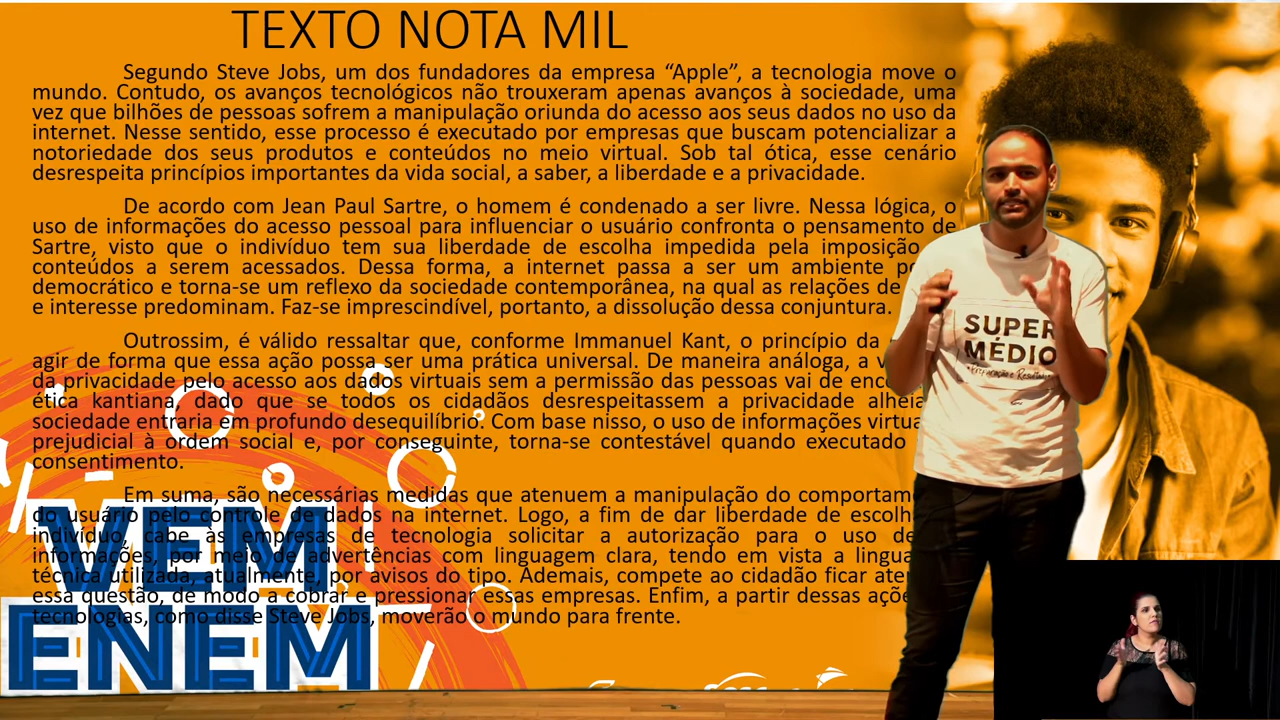 TEXTO NOTA MIL
Segundo Steve Jobs, um dos fundadores da empresa “Apple”, a tecnologia move o
mundo. Contudo, os avanços tecnológicos não trouxeram apenas avanços à sociedade, uma
vez que bilhões de pessoas sofrem a manipulação oriunda do acesso aos seus dados no uso da
internet. Nesse sentido, esse processo é executado por empresas que buscam potencializar a
notoriedade dos seus produtos e conteúdos no meio virtual. Sob tal ótica, esse cenário
desrespeita princípios importantes da vida social, a saber, a liberdade e a privacidade.
De acordo com Jean Paul Sartre, o homem é condenado a ser livre. Nessa lógica, o
uso de informações do acesso pessoal para influenciar o usuário confronta o pensamento de
Sartre, visto que o indivíduo tem sua liberdade de escolha impedida pela imposição
conteúdos a serem acessados. Dessa forma, a internet passa a ser um ambiente
democrático e torna-se um reflexo da sociedade contemporânea, na qual as relações de
e interesse predominam. Faz-se imprescindível, portanto, a dissolução dessa conjuntura.
Outrossim, é válido ressaltar que, conforme Immanuel Kant, o princípio da
agir de forma que essa ação possa ser uma prática universal. De maneira análoga, a
da privacidade pelo acesso aos dados virtuais sem a permissão das pessoas vai de
ética kantiana, dado que se todos os cidadãos desrespeitassem a privacidade alheia
sociedade entraria em profundo desequilíbrio. Com base nisso, o uso de informações
prejudicial à ordem social e, por conseguinte, torna-se contestável quando executado
consentimento.
Em suma, são necessárias medidas que atenuem a manipulação do
do usuário pelo controle de dados na internet. Logo, a fim de dar liberdade de
indivíduo, cabe às empresas de tecnologia solicitar a autorização para o uso
informações, por meio de advertências com linguagem clara, tendo em vista a
técnica utilizada, atualmente, por avisos do tipo. Ademais, compete ao cidadão ficar
essa questão, de modo a cobrar e pressionar essas empresas. Enfim, a partir dessas
tecnologias, como disse Steve Jobs, moverão o mundo para frente.
VEM
ENEM
SUPER
MÉDIO